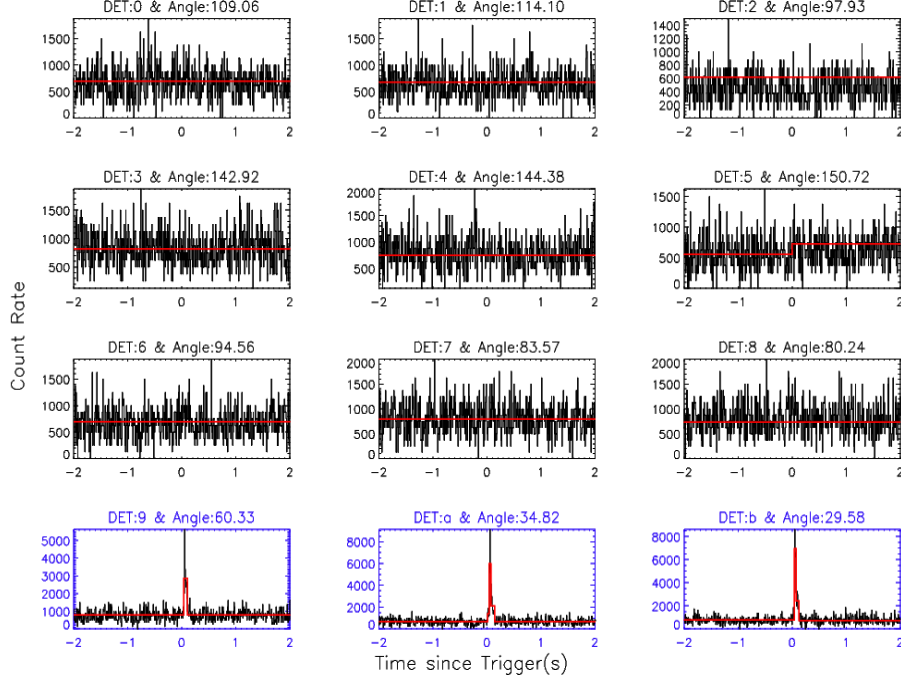 DET:0 & Angle:109.06 DET:1 & Angle:114.10 DET:2 & Angle:97.93
1500 1500 1400
1200
1000 1000 1000
800
600
500 500 400
200
0 0 0
-2 -1 0 1 2 -2 -1 0 1 2 -2 -1 0 1 2
DET:3 & Angle:142.92 DET:4 & Angle:144.38 DET:5 & Angle:150.72
2000
1500 1500 1500
1000 1000 1000
500 500 500
0
-2 -1 0 1 2 -2 -1 0 1 2 -2 -1 0 1 2
Count Rate
DET:6 & Angle:94.56 DET:7 & Angle:83.57 DET:8 & Angle:80.24
2000 2000
1500 1500 1500
1000 1000 1000
500 500 500
0 0 0
-2 -1 0 1 2 -2 -1 0 1 2 -2 -1 0 1 2
DET:9 & Angle:60.33 DET:a & Angle:34.82 DET:b & Angle:29.58
5000 8000 8000
4000 6000 6000
3000 4000 4000
2000
1000 2000 2000
0 0 0
-2 -1 0 1 2 -2 -1 0 1 2 -2 -1 0 1 2
Time since Trigger(s)